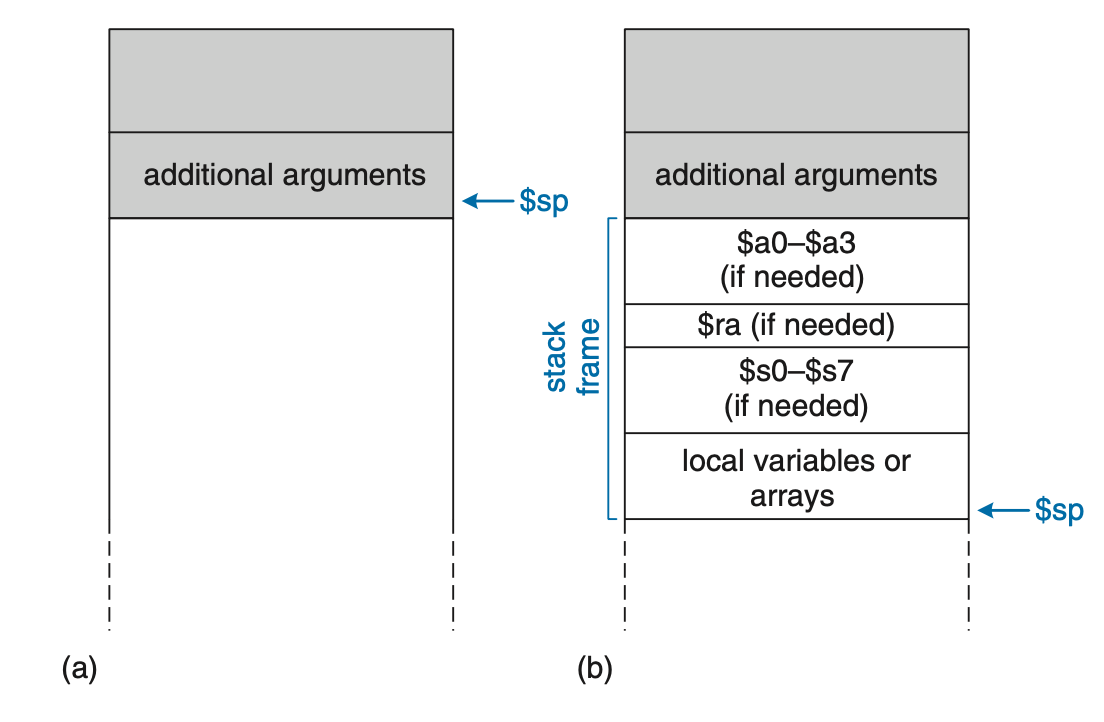 additional arguments
$sp
(a)
additional arguments
$a0–$a3
(if needed)
$ra (if needed)
$s0–$s7
(if needed)
local variables or
arrays
stack
frame
$sp
(b)